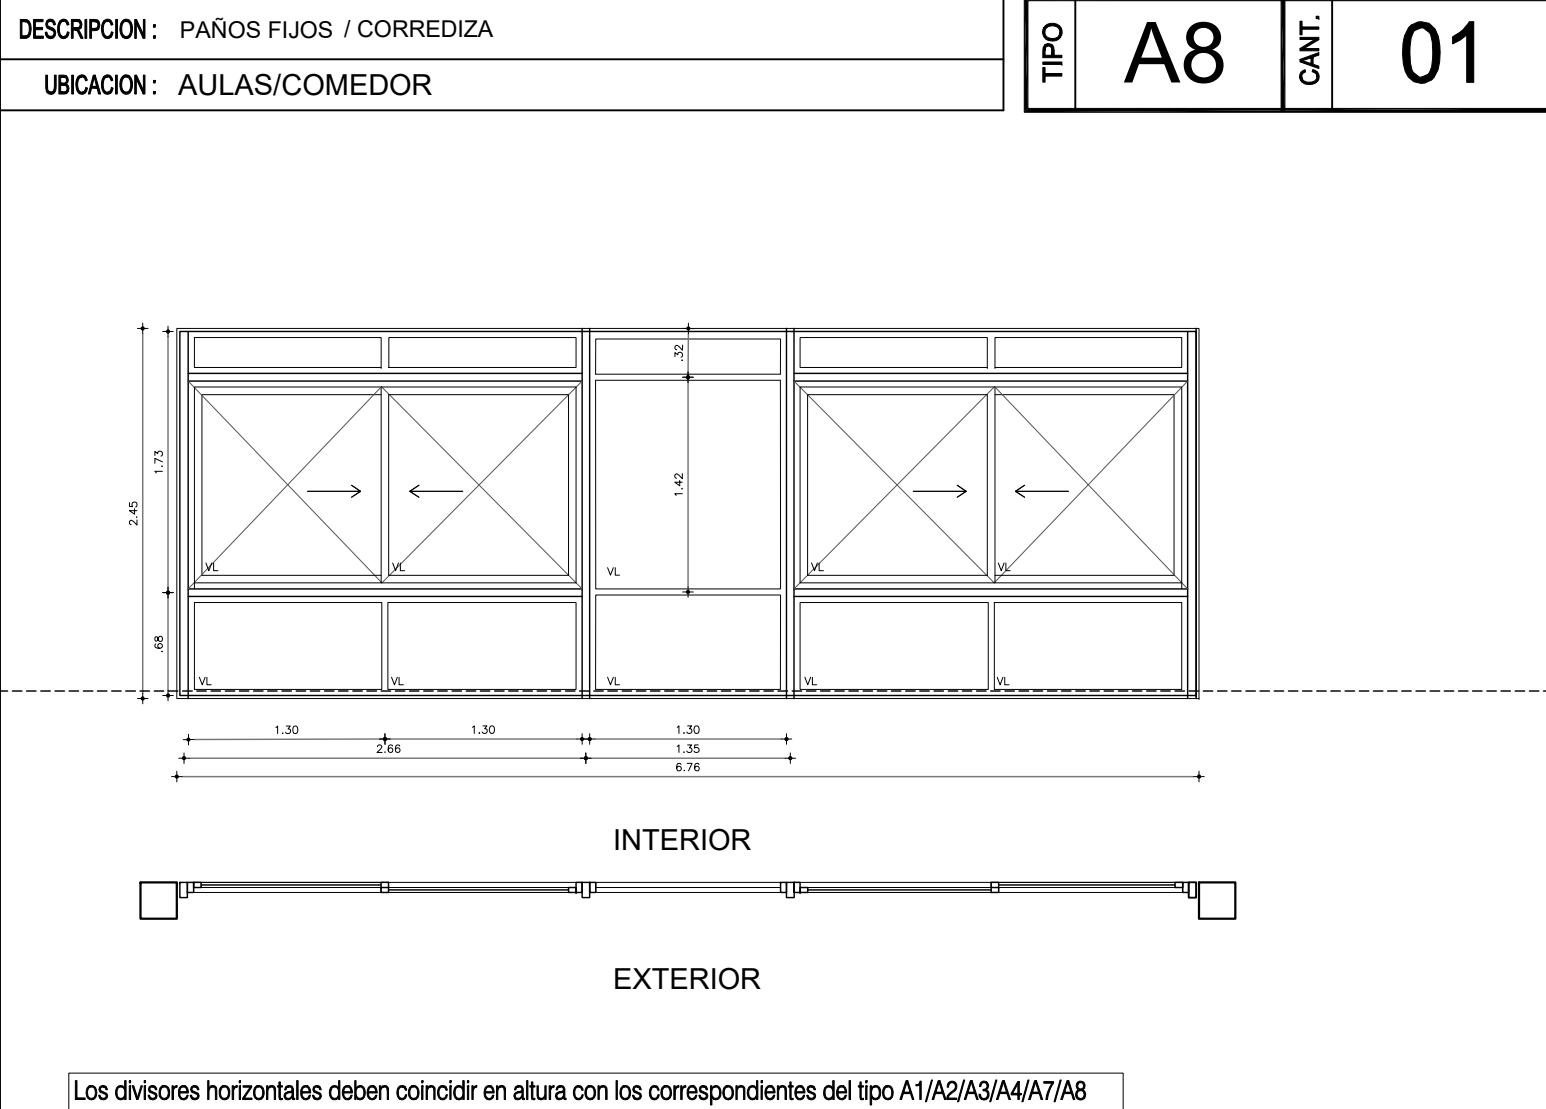 DESCRIPCION : PAÑOS FIJOS / CORREDIZA
UBICACION : AULAS/COMEDOR
TIPO A8 CANT. 01
.32
1.73
1.42
2.45
.68
VL VL VL VL VL
VL VL VL VL VL
1.30 1.30 1.30
2.66 1.35
6.76
INTERIOR
EXTERIOR
Los divisores horizontales deben coincidir en altura con los correspondientes del tipo A1/A2/A3/A4/A7/A8